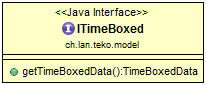 <<Java Interface>>
ITimeBoxed
ch.lan.teko.model
getTimeBoxedData():TimeBoxedData